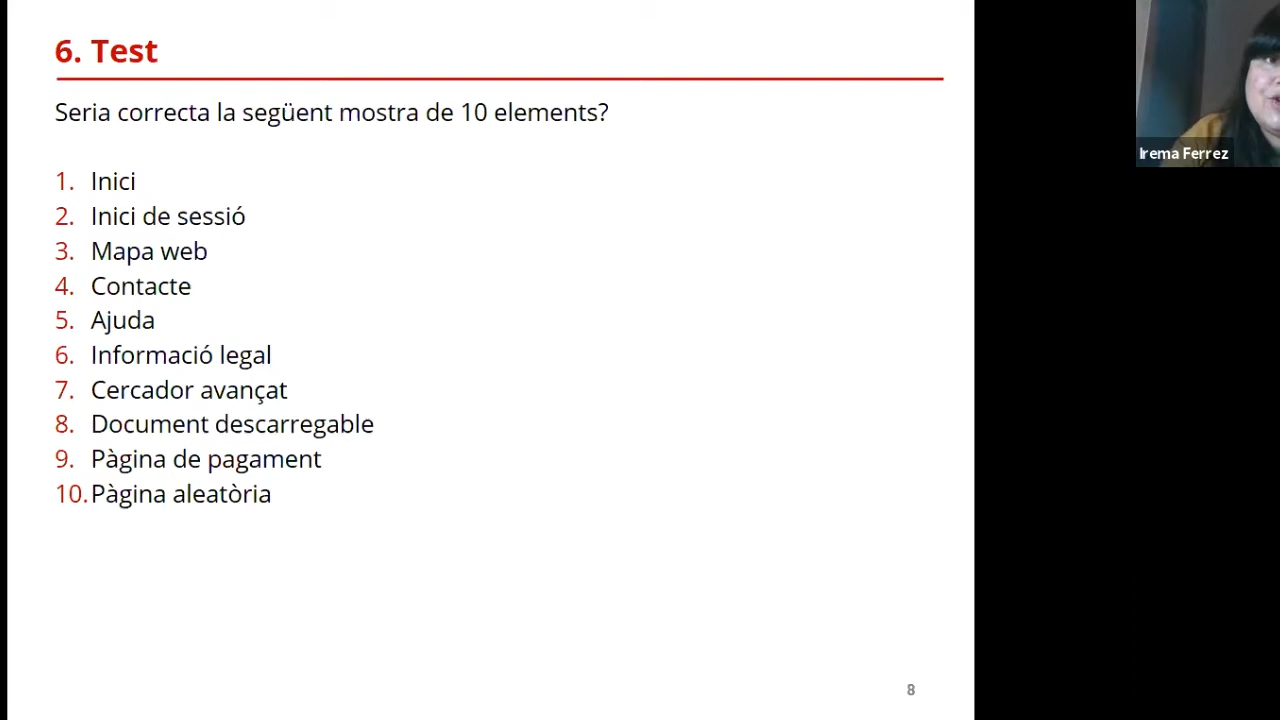 6. Test
Seria correcta la següent mostra de 10 elements?
1. Inici
2. Inici de sessió
3. Mapa web
4. Contacte
5. Ajuda
6. Informació legal
7. Cercador avançat
8. Document descarregable
9. Pàgina de pagament
10. Pàgina aleatòria
8
Irema Ferrez